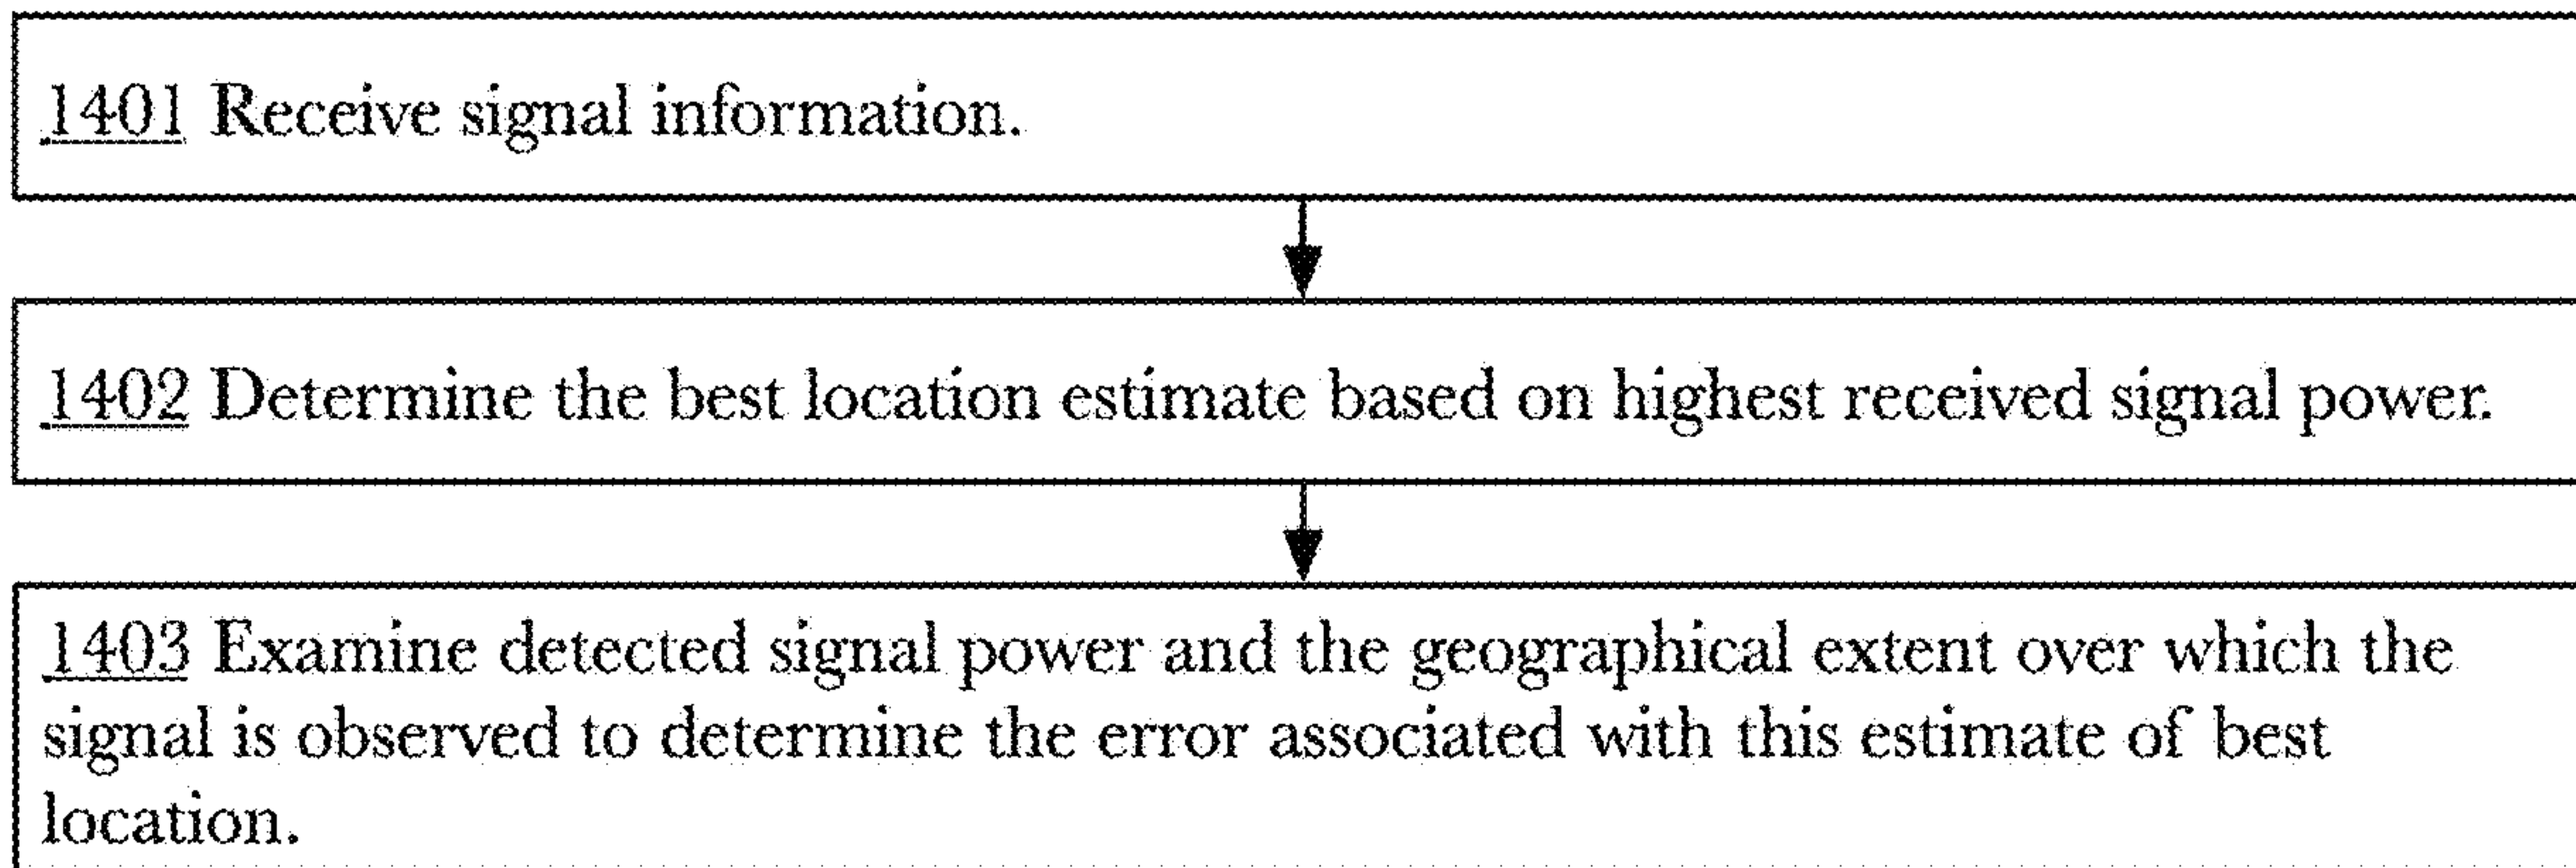 1401 Receive signal information.
1402 Determine the best location estimate based on highest received signal power.
1403 Examine detected signal power and the geographical extent over which the
signal is observed to determine the error associated with this estimate of best
location.